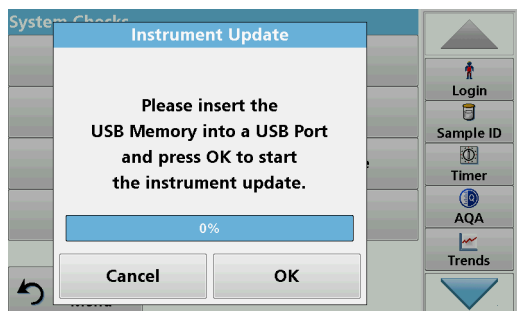 System Checks
Instrument Update
Please insert the
USB Memory into a USB Port
and press OK to start
the instrument update.
0%
Cancel
OK
Menu
Login
Sample ID
Timer
AQA
Trends